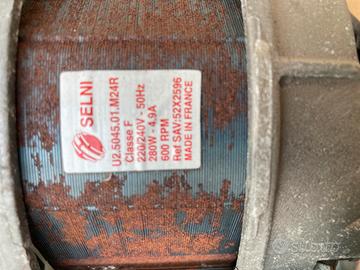 SELNI
U2.5045.01.M24R
Classe F
220/240V - 50Hz
280W - 4.9A
600 RPM
Ref SAV:52X2596
MADE IN FRANCE
subito